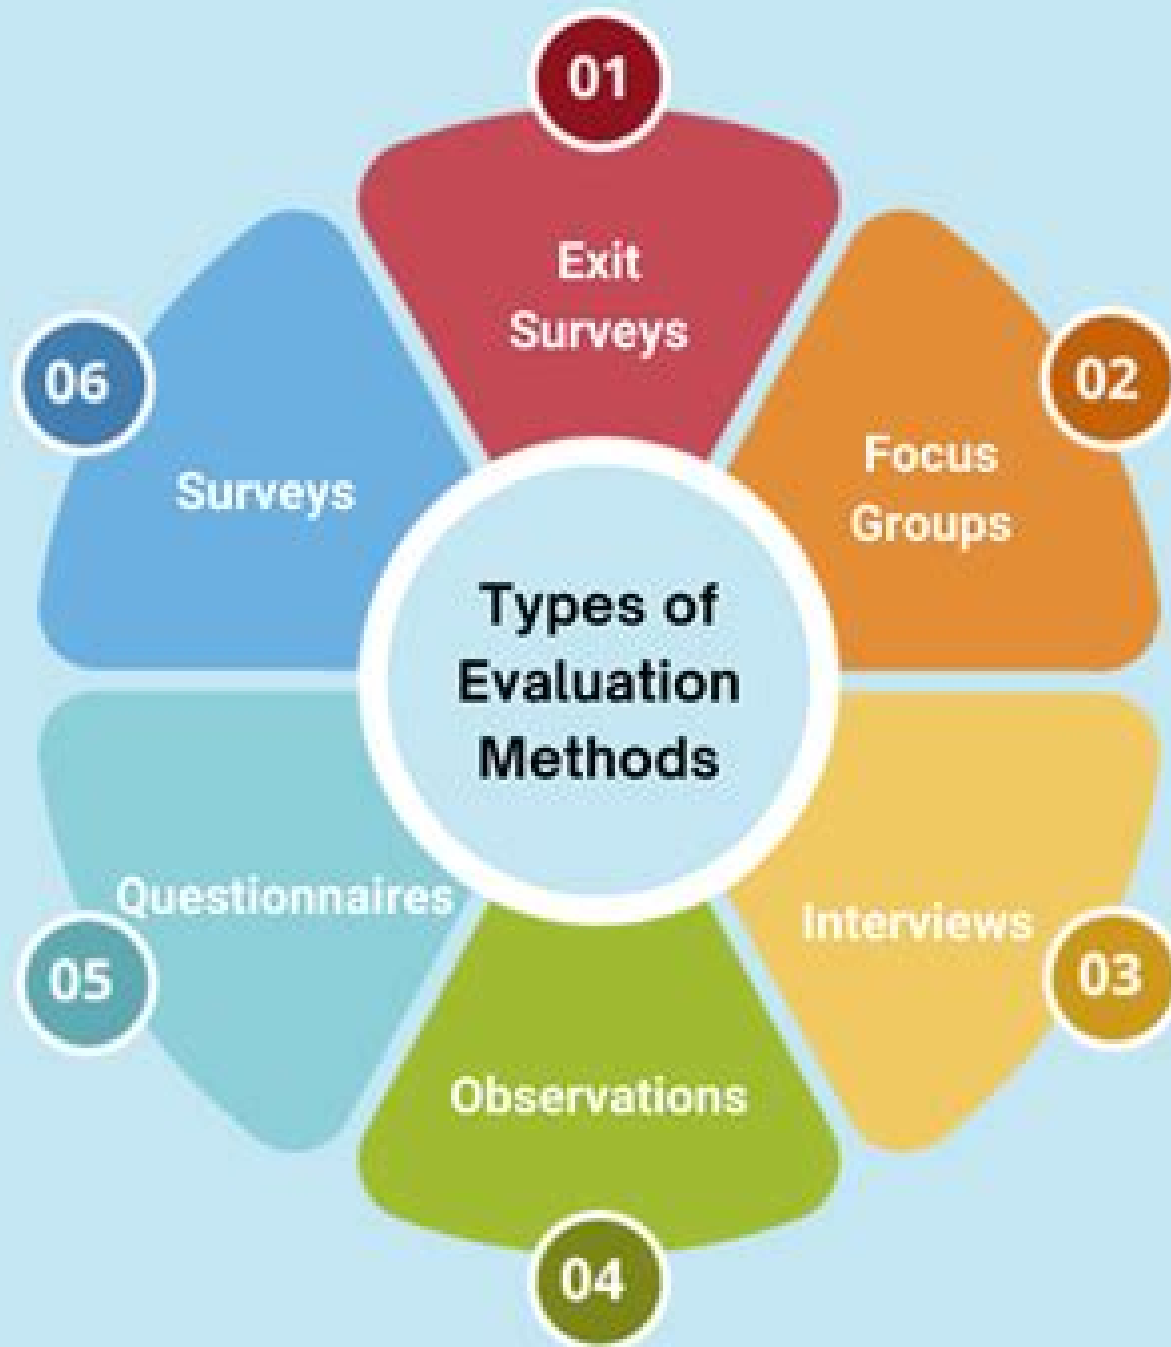 01
Exit
Surveys
02
Focus
Groups
03
Interviews
04
Observations
05
Questionnaires
06
Surveys
Types of
Evaluation
Methods